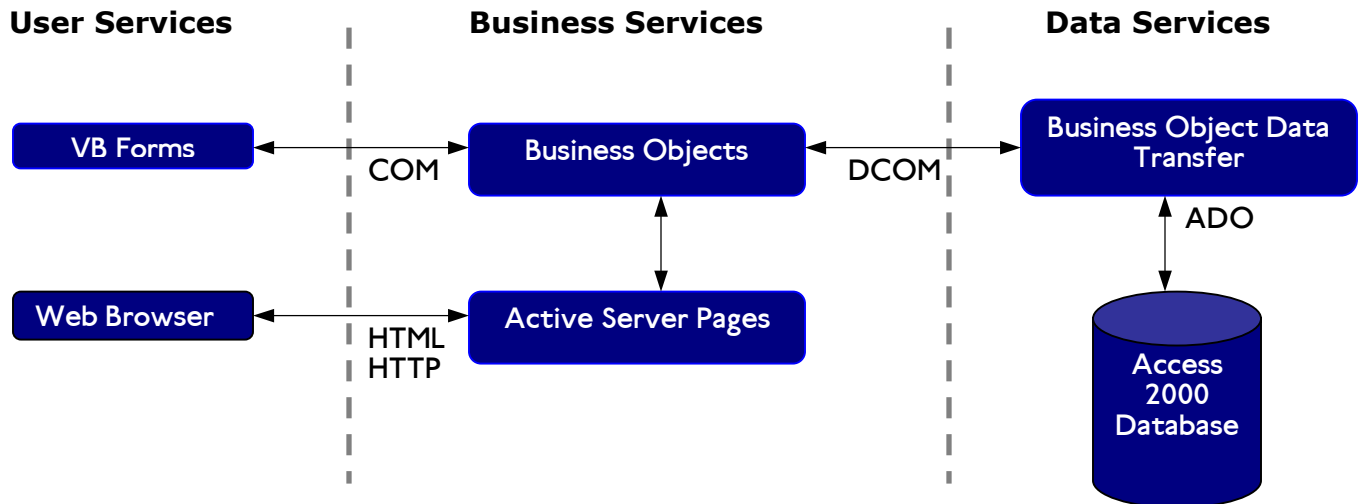 User Services
Business Services
Data Services
VB Forms
COM
Business Objects
DCOM
Business Object Data
Transfer
ADO
Web Browser
HTML
HTTP
Active Server Pages
Access
2000
Database